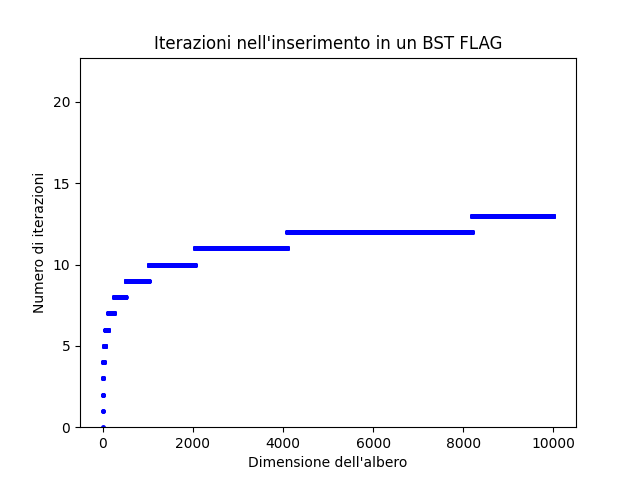 Iterazioni nell'inserimento in un BST FLAG
20
15
10
5
0
Numero di iterazioni
0 2000 4000 6000 8000 10000
Dimensione dell'albero